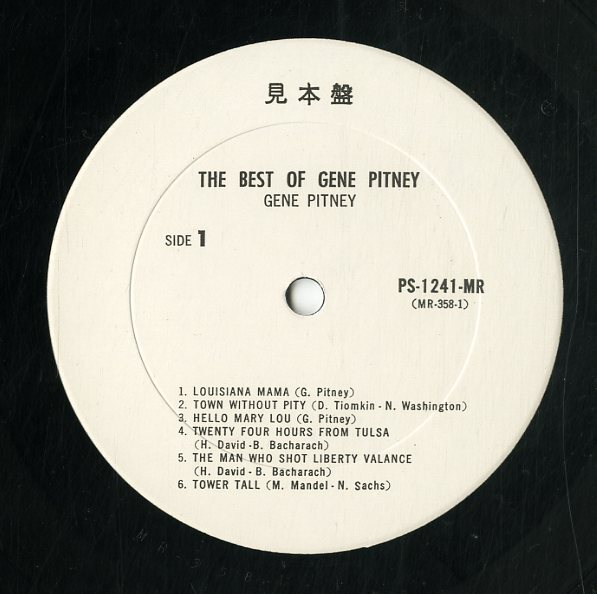 見本盤
THE BEST OF GENE PITNEY
GENE PITNEY
SIDE 1
PS-1241-MR
(MR-358-1)
1. LOUISIANA MAMA (G. Pitney)
2. TOWN WITHOUT PITY (D. Tiomkin - N. Washington)
3. HELLO MARY LOU (G. Pitney)
4. TWENTY FOUR HOURS FROM TULSA
(H. David - B. Bacharach)
5. THE MAN WHO SHOT LIBERTY VALANCE
(H. David - B. Bacharach)
6. TOWER TALL (M. Mandel - N. Sachs)